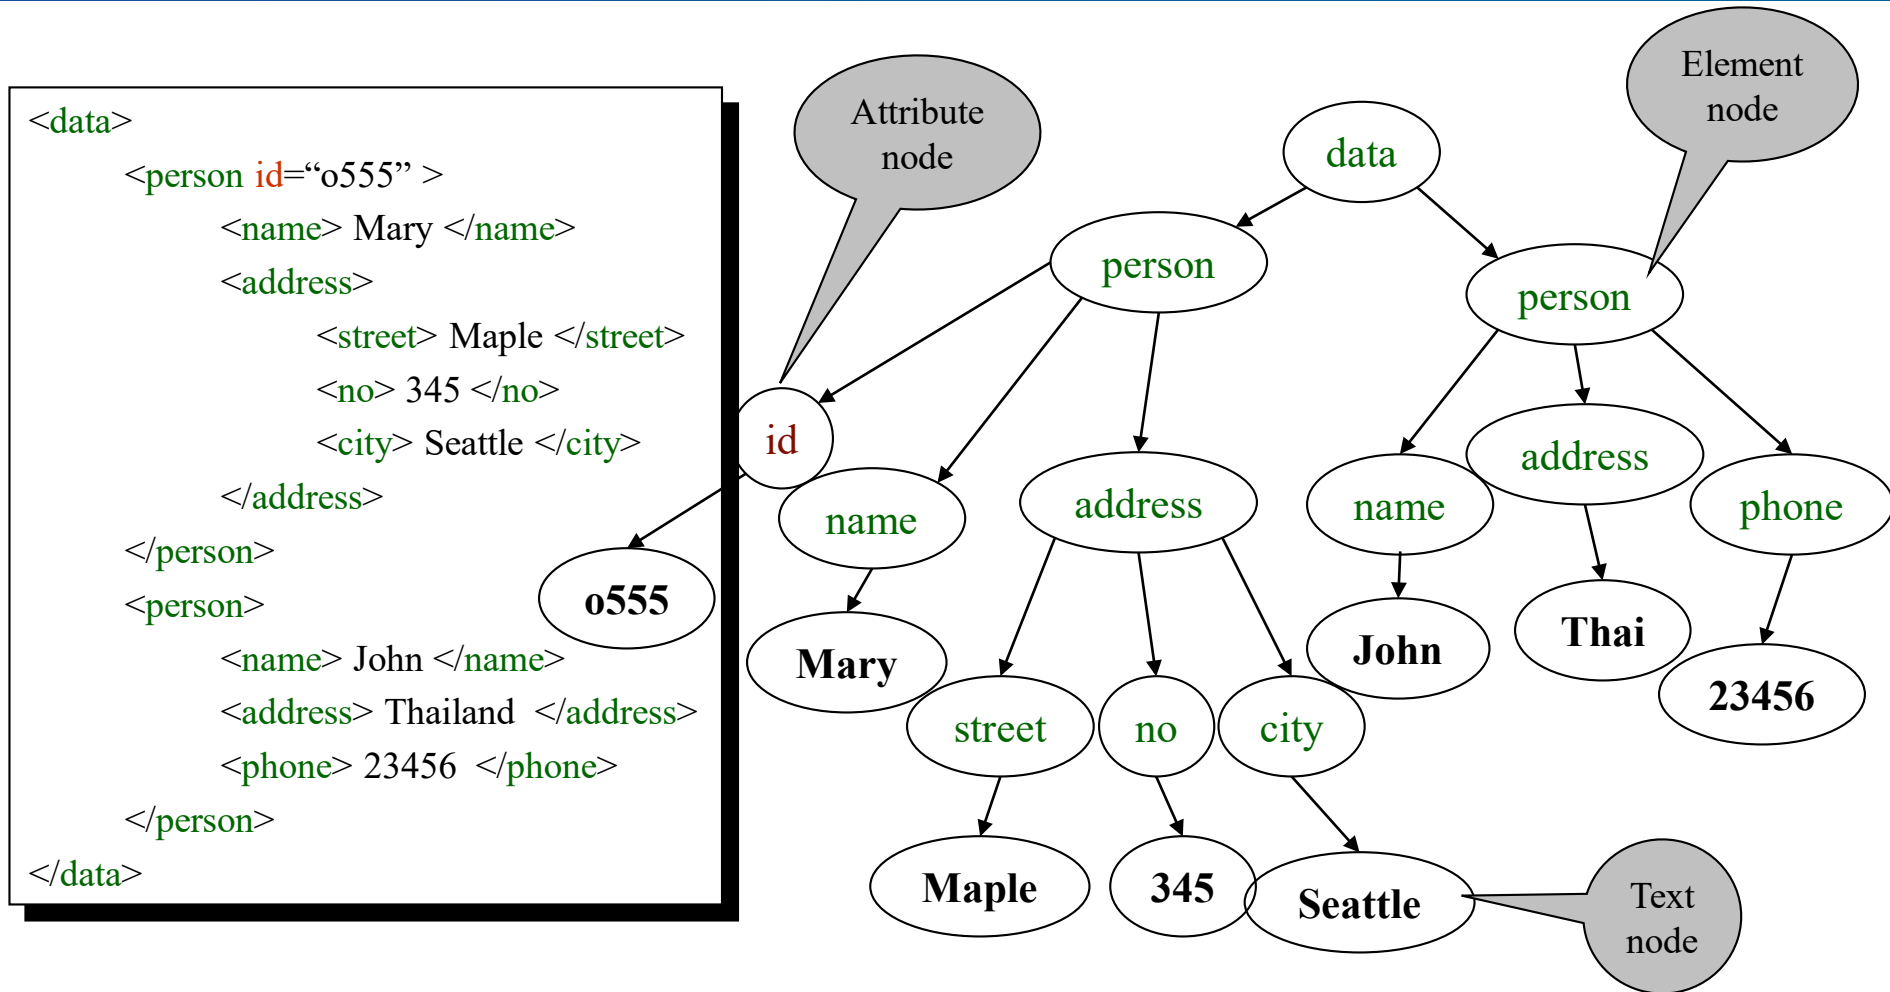 <data>
<person id=“o555” >
<name> Mary </name>
<address>
<street> Maple </street>
<no> 345 </no>
<city> Seattle </city>
</address>
</person>
<person>
<name> John </name>
<address> Thailand </address>
<phone> 23456 </phone>
</person>
</data>
Attribute
node
Element
node
data
person
person
id
name
address
name
address
phone
o555
Mary
street
no
city
John
Thai
23456
Maple
345
Seattle
Text
node